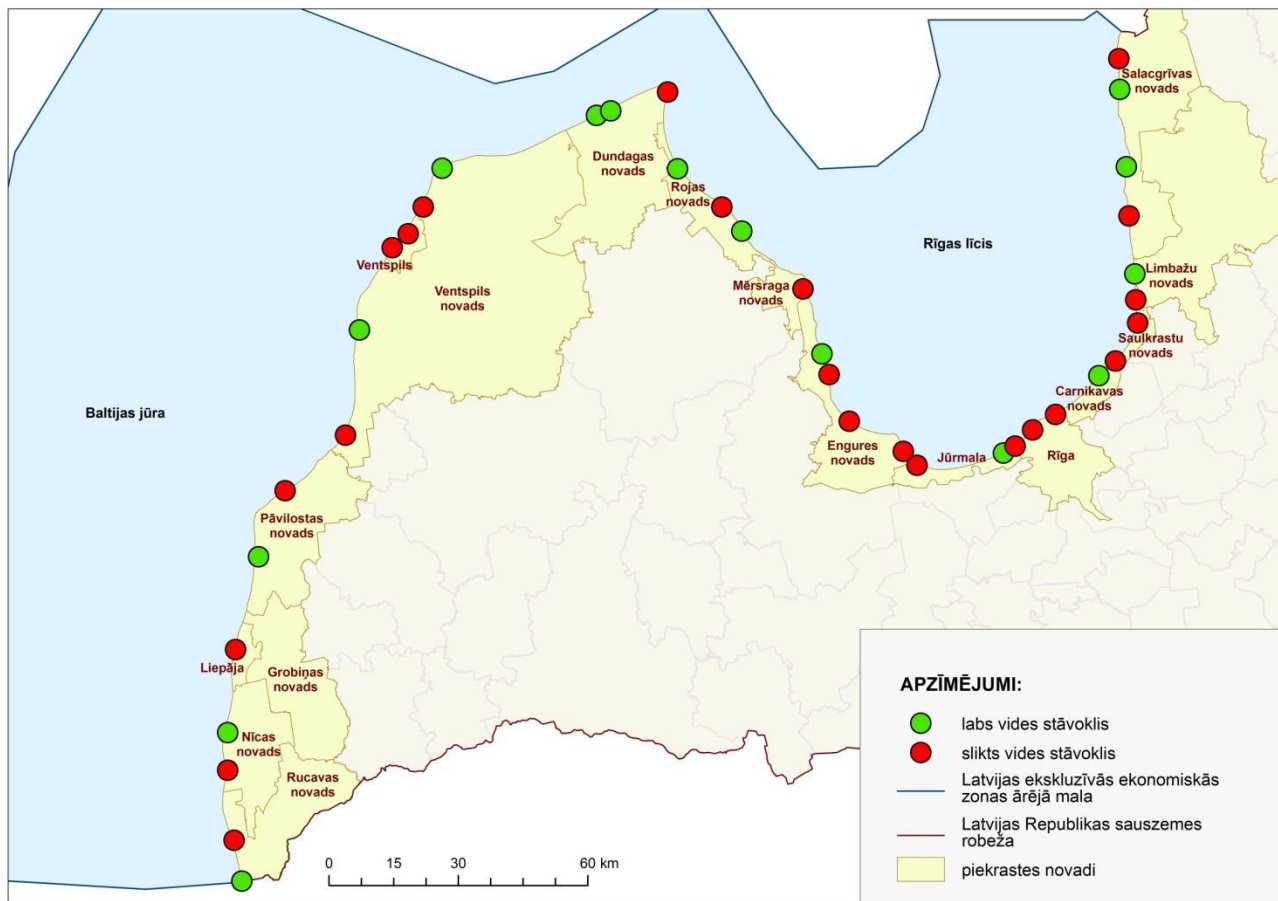 Salacgrīvas
novads
Dundagas
novads
Rojas
novads
Rīgas līcis
Ventspils
Ventspils
novads
Mērsraga
novads
Limbažu
novads
Saulkrastu
novads
Carnikavas
novads
Baltijas jūra
Engures
novads
Jūrmala
Rīga
Pāvilostas
novads
Liepāja
Grobiņas
novads
Nīcas
novads
Rucavas
novads
0 15 30 60 km
APZĪMĒJUMI:
labs vides stāvoklis
slikts vides stāvoklis
Latvijas ekskluzīvās ekonomiskās
zonas ārējā mala
Latvijas Republikas sauszemes
robeža
piekrastes novadi